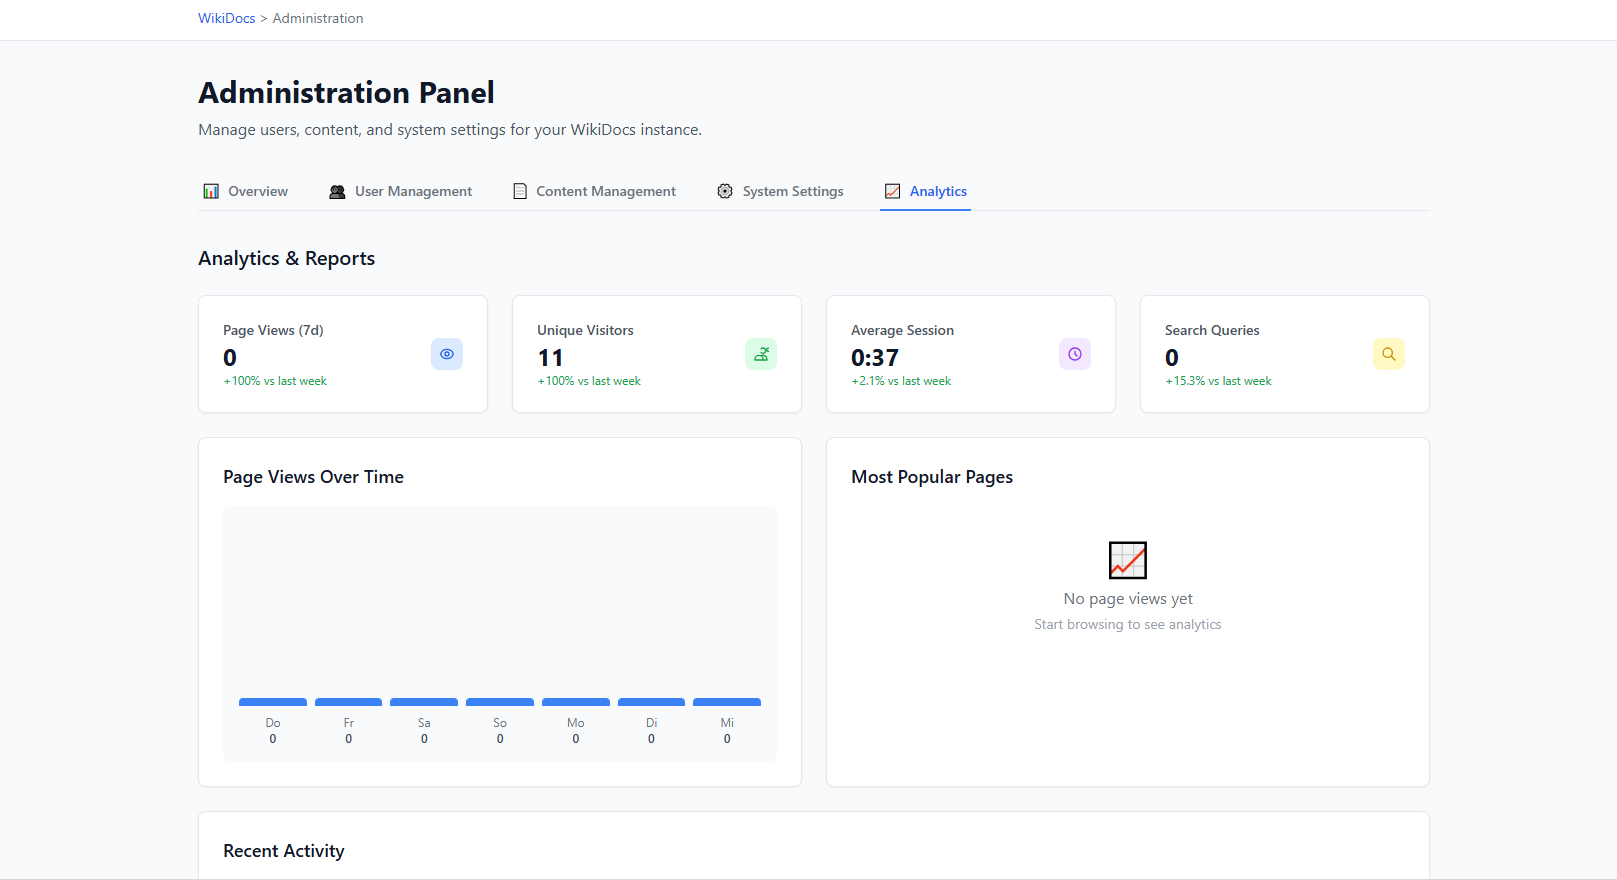 WikiDocs > Administration
Administration Panel
Manage users, content, and system settings for your WikiDocs instance.
Overview
User Management
Content Management
System Settings
Analytics
Analytics & Reports
Page Views (7d)
0
+100% vs last week
Unique Visitors
11
+100% vs last week
Average Session
0:37
+2.1% vs last week
Search Queries
0
+15.3% vs last week
Page Views Over Time
Do Fr Sa So Mo Di Mi
0 0 0 0 0 0 0
Most Popular Pages
No page views yet
Start browsing to see analytics
Recent Activity